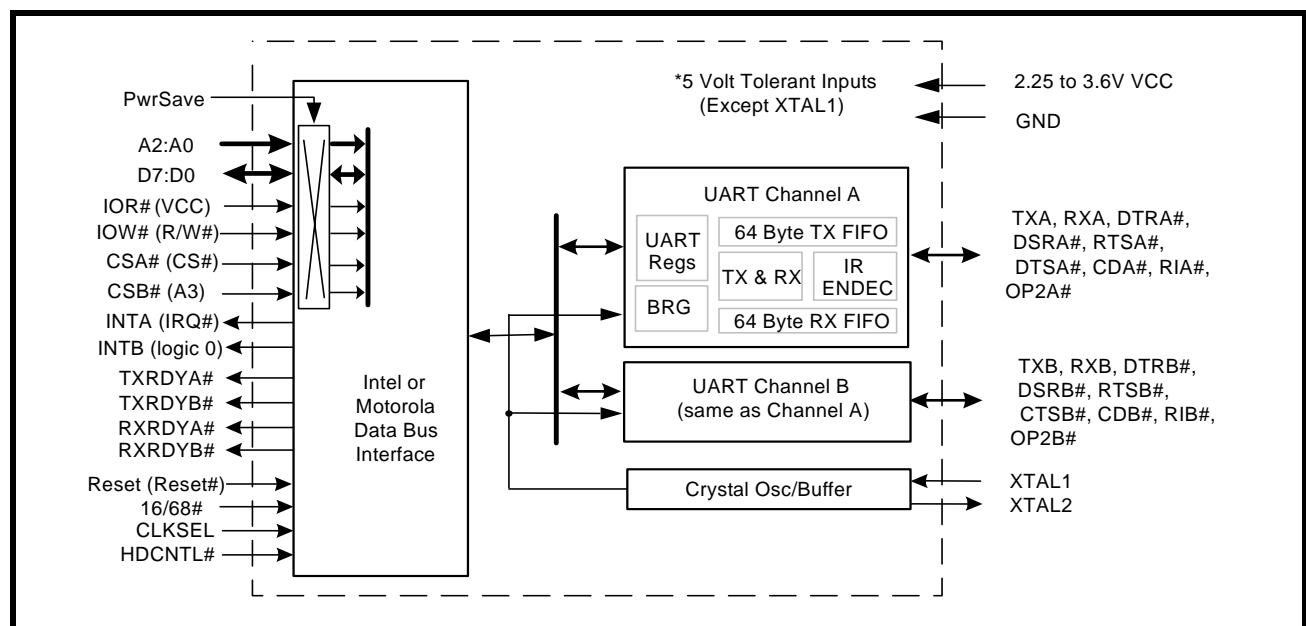 PwrSave
A2:A0
D7:D0
IOR# (VCC)
IOW# (R/W#)
CSA# (CS#)
CSB# (A3)
INTA (IRQ#)
INTB (logic 0)
TXRDYA#
TXRDYB#
RXRDYA#
RXRDYB#
Reset (Reset#)
16/68#
CLKSEL
HDCNTL#
Intel or
Motorola
Data Bus
Interface
*5 Volt Tolerant Inputs
(Except XTAL1)
UART Channel A
UART
Regs
BRG
64 Byte TX FIFO
TX & RX
IR
ENDEC
64 Byte RX FIFO
UART Channel B
(same as Channel A)
Crystal Osc/Buffer
2.25 to 3.6V VCC
GND
TXA, RXA, DTRA#,
DSRA#, RTSA#,
DTSA#, CDA#, RIA#,
OP2A#
TXB, RXB, DTRB#,
DSRB#, RTSB#,
CTSB#, CDB#, RIB#,
OP2B#
XTAL1
XTAL2